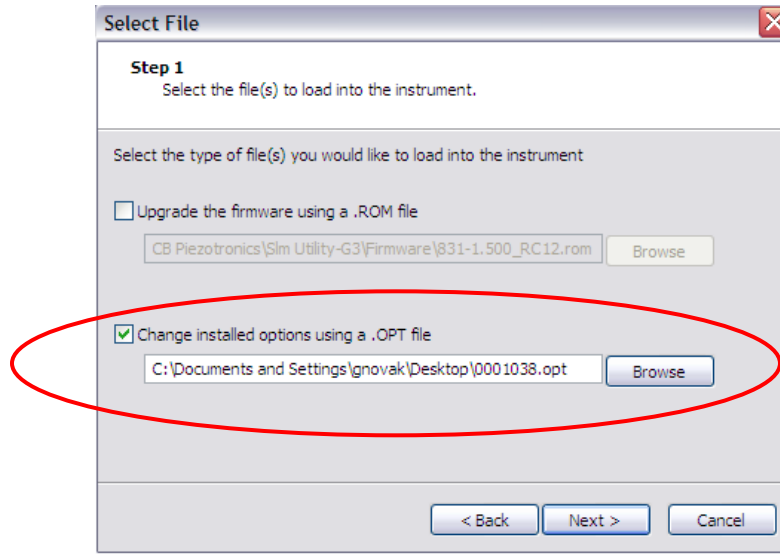 Select File
Step 1
Select the file(s) to load into the instrument.
Select the type of file(s) you would like to load into the instrument
Upgrade the firmware using a .ROM file
CB Piezotronics\Slm Utility-G3\Firmware\831-1.500_RC12.rom
Browse
Change installed options using a .OPT file
C:\Documents and Settings\gnovak\Desktop\0001038.opt
Browse
< Back
Next >
Cancel